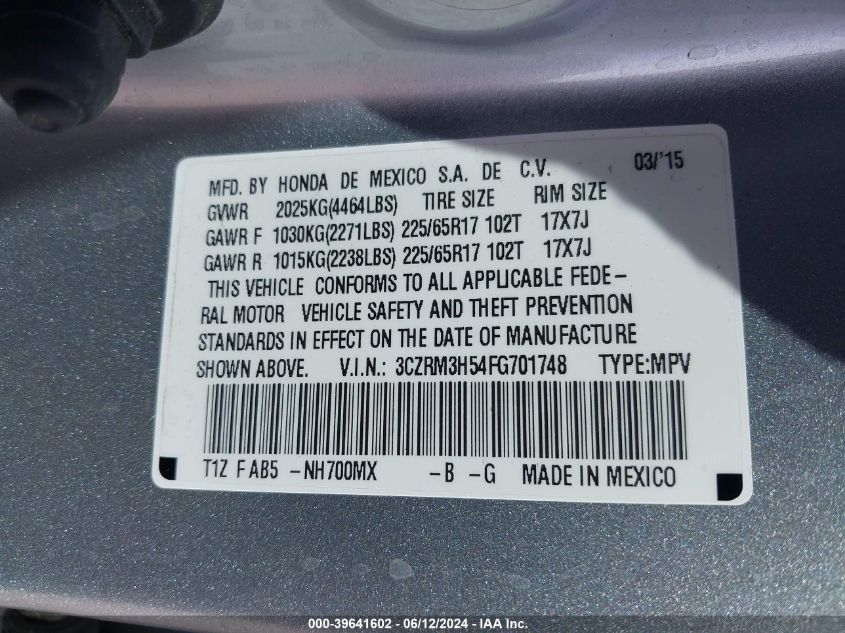 MFD. BY HONDA DE MEXICO S.A. DE C.V. 03/'15
GVWR 2025KG(4464LBS) TIRE SIZE RIM SIZE
GAWR F 1030KG(2271LBS) 225/65R17 102T 17X7J
GAWR R 1015KG(2238LBS) 225/65R17 102T 17X7J
THIS VEHICLE CONFORMS TO ALL APPLICABLE FEDE–
RAL MOTOR VEHICLE SAFETY AND THEFT PREVENTION
STANDARDS IN EFFECT ON THE DATE OF MANUFACTURE
SHOWN ABOVE. V.I.N.: 3CZRM3H54FG701748 TYPE:MPV
T1Z F AB5 –NH700MX –B –G MADE IN MEXICO
000-39641602 - 06/12/2024 - IAA Inc.